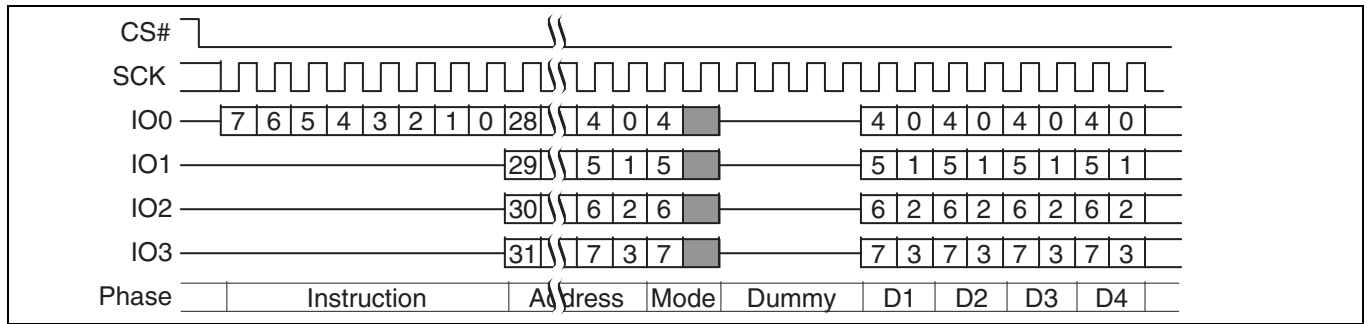 CS#
SCK
IO0 7 6 5 4 3 2 1 0 28 4 0 4 4 0 4 0 4 0 4 0
IO1 29 5 1 5 5 1 5 1 5 1 5 1
IO2 30 6 2 6 6 2 6 2 6 2 6 2
IO3 31 7 3 7 7 3 7 3 7 3 7 3
Phase Instruction Address Mode Dummy D1 D2 D3 D4